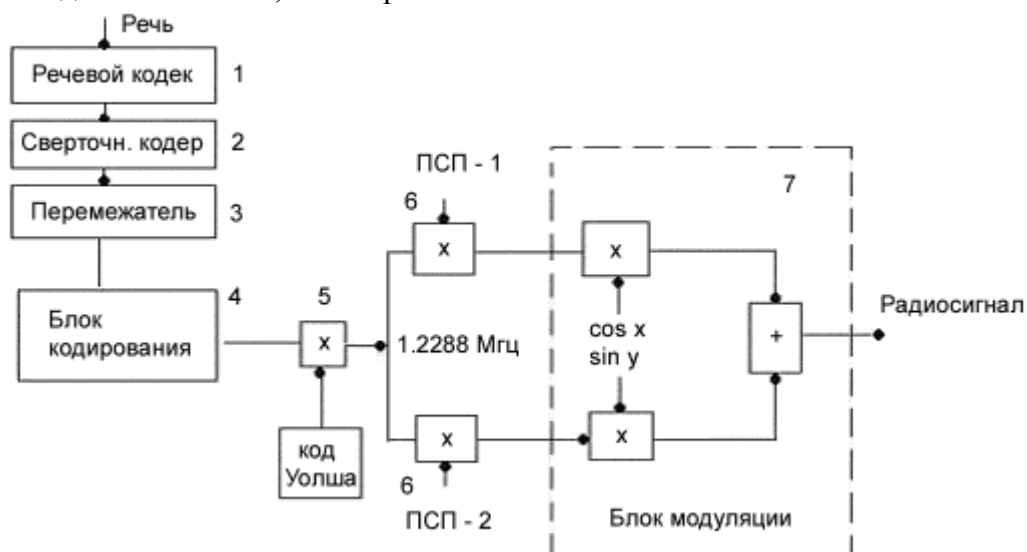 Речь
Речевой кодек
1
Сверточн. кодер
2
Перемежатель
3
Блок
кодирования
4
5
х
код
Уолша
1.2288 Мгц
ПСП - 1
6
х
х
6
ПСП - 2
7
х
cos x
sin y
х
+
Блок модуляции
Радиосигнал